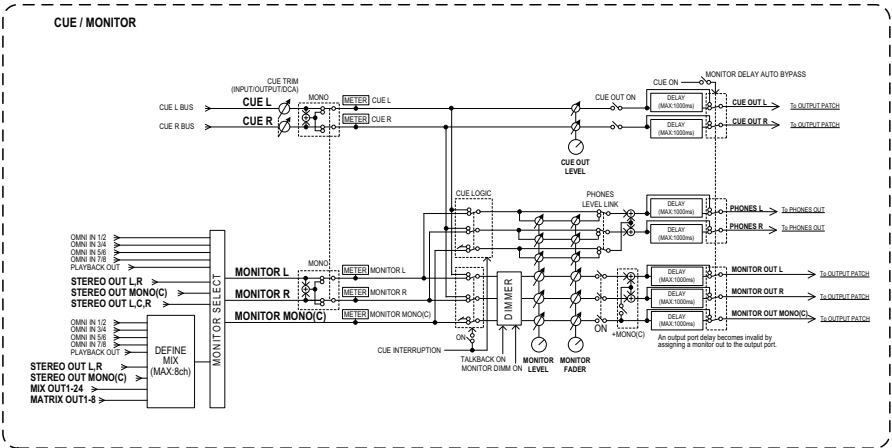 CUE / MONITOR
CUE TRIM
(INPUT/OUTPUT/DCA)
MONO
CUE L BUS
CUE L
METER CUE L
CUE R BUS
CUE R
METER CUE R
CUE OUT ON
CUE ON
MONITOR DELAY AUTO BYPASS
DELAY
(MAX:1000ms)
CUE OUT L
To OUTPUT PATCH
DELAY
(MAX:1000ms)
CUE OUT R
To OUTPUT PATCH
CUE OUT
LEVEL
CUE LOGIC
PHONES
LEVEL LINK
DELAY
(MAX:1000ms)
PHONES L
To PHONES OUT
DELAY
(MAX:1000ms)
PHONES R
To PHONES OUT
OMNI IN 1/2
OMNI IN 3/4
OMNI IN 5/6
OMNI IN 7/8
PLAYBACK OUT
STEREO OUT L,R
STEREO OUT MONO(C)
STEREO OUT L,C,R
MONITOR SELECT
MONO
MONITOR L
METER MONITOR L
MONITOR R
METER MONITOR R
MONITOR MONO(C)
METER MONITOR MONO(C)
ON
CUE INTERRUPTION
DIMMER
TALKBACK ON
MONITOR DIMM ON
MONITOR
LEVEL
MONITOR
FADER
ON
+MONO(C)
DELAY
(MAX:1000ms)
MONITOR OUT L
To OUTPUT PATCH
DELAY
(MAX:1000ms)
MONITOR OUT R
To OUTPUT PATCH
DELAY
(MAX:1000ms)
MONITOR OUT MONO(C)
To OUTPUT PATCH
An output port delay becomes invalid by
assigning a monitor out to the output port.
OMNI IN 1/2
OMNI IN 3/4
OMNI IN 5/6
OMNI IN 7/8
PLAYBACK OUT
STEREO OUT L,R
STEREO OUT MONO(C)
MIX OUT1-24
MATRIX OUT1-8
DEFINE
MIX
(MAX:8ch)